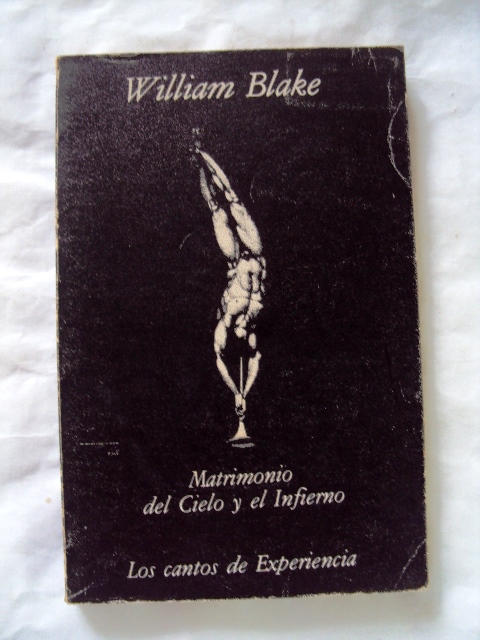 William Blake
Matrimonio
del Cielo y el Infierno
Los cantos de Experiencia